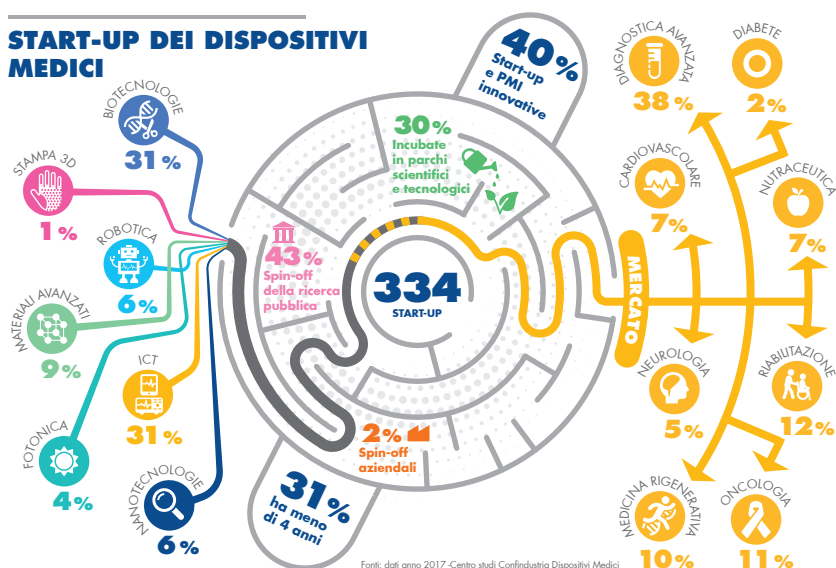 START-UP DEI DISPOSITIVI
MEDICI
BIOTECNOLOGIE
31%
STAMPA 3D
1%
ROBOTICA
6%
MATERIALI AVANZATI
9%
ICT
31%
FOTONICA
4%
NANOTECNOLOGIE
6%
40%
Start-up
e PMI
innovative
30%
Incubate
in parchi
scientifici
e tecnologici
43%
Spin-off
della ricerca
pubblica
334
START-UP
2%
Spin-off
aziendali
31%
ha meno
di 4 anni
MERCATO
DIAGNOSTICA AVANZATA
38%
DIABETE
2%
CARDIOVASCOLARE
7%
NUTRACEUTICA
7%
NEUROLOGIA
5%
RIABILITAZIONE
12%
MEDICINA RIGENERATIVA
10%
ONCOLOGIA
11%
Fonti: dati anno 2017 -Centro studi Confindustria Dispositivi Medici